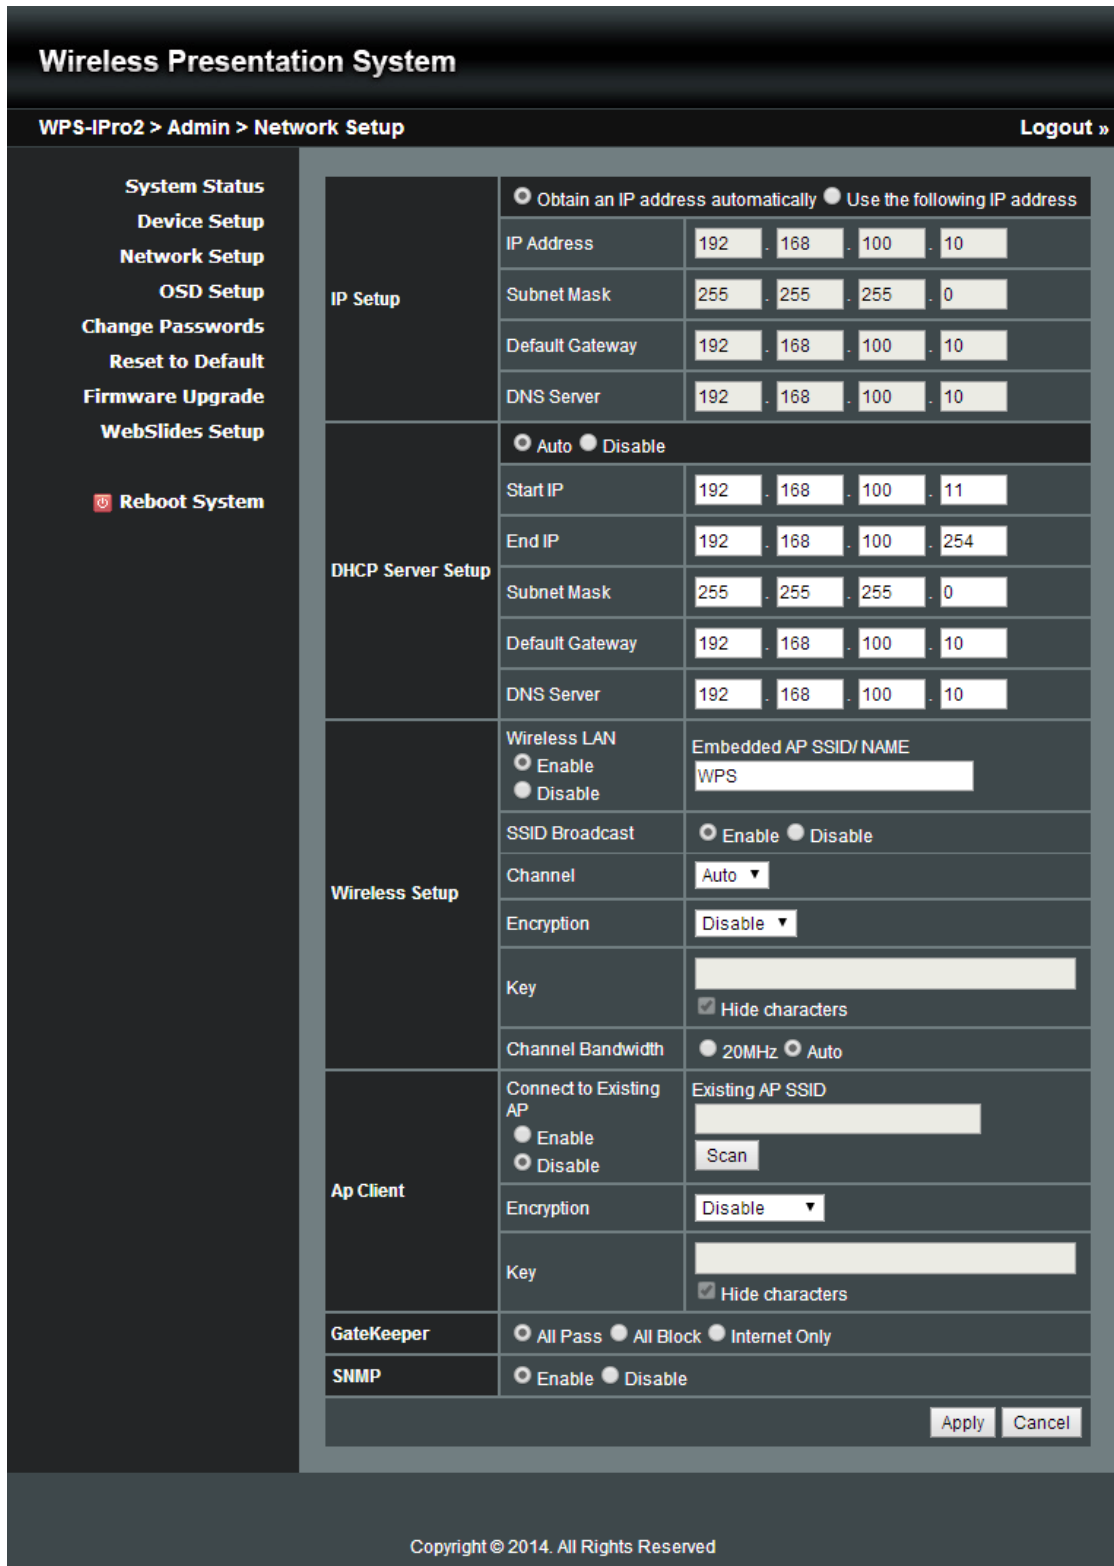 Wireless Presentation System
WPS-IPro2 > Admin > Network Setup
Logout »
System Status
Device Setup
Network Setup
OSD Setup
Change Passwords
Reset to Default
Firmware Upgrade
WebSlides Setup
Reboot System
IP Setup
Obtain an IP address automatically Use the following IP address
IP Address 192 . 168 . 100 . 10
Subnet Mask 255 . 255 . 255 . 0
Default Gateway 192 . 168 . 100 . 10
DNS Server 192 . 168 . 100 . 10
DHCP Server Setup
Auto Disable
Start IP 192 . 168 . 100 . 11
End IP 192 . 168 . 100 . 254
Subnet Mask 255 . 255 . 255 . 0
Default Gateway 192 . 168 . 100 . 10
DNS Server 192 . 168 . 100 . 10
Wireless Setup
Wireless LAN
Enable
Disable
Embedded AP SSID/ NAME
WPS
SSID Broadcast Enable Disable
Channel Auto
Encryption Disable
Key
Hide characters
Channel Bandwidth 20MHz Auto
Ap Client
Connect to Existing
AP
Enable
Disable
Existing AP SSID
Scan
Encryption Disable
Key
Hide characters
GateKeeper All Pass All Block Internet Only
SNMP Enable Disable
Apply Cancel
Copyright © 2014. All Rights Reserved